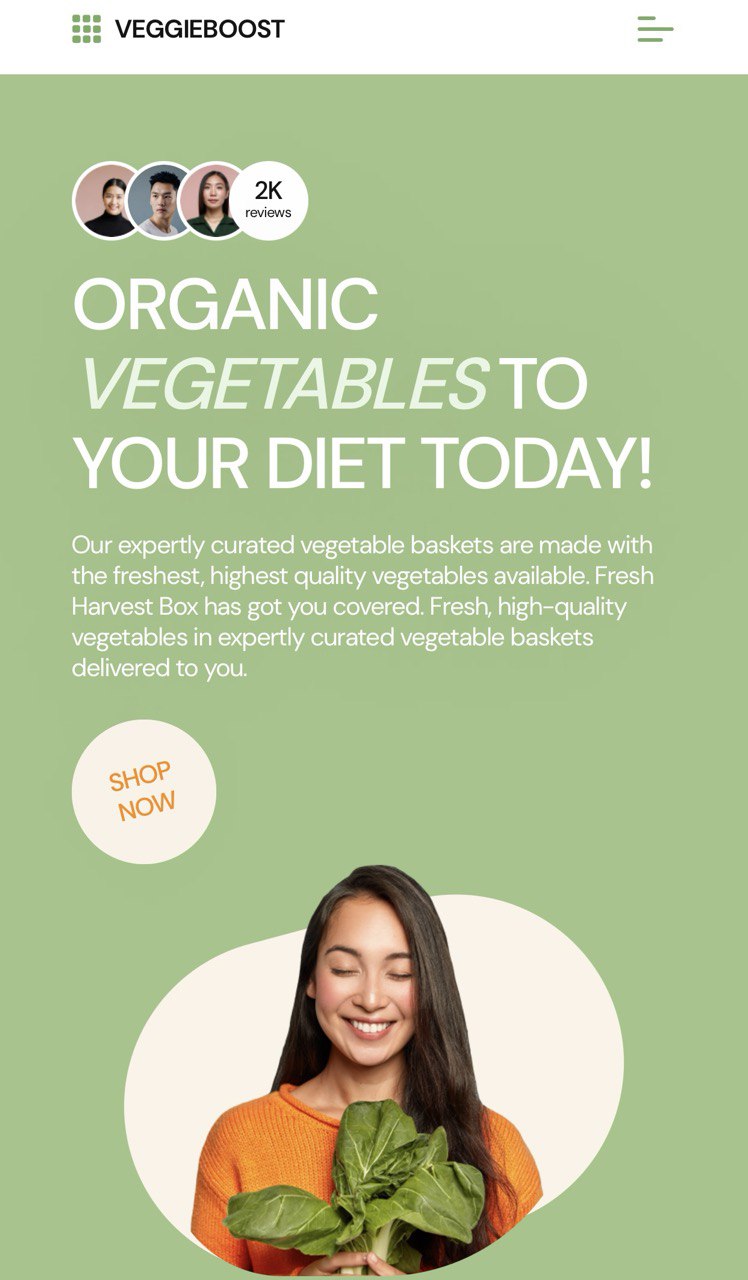 VEGGIEBOOST
2K
reviews
ORGANIC
VEGETABLES TO
YOUR DIET TODAY!
Our expertly curated vegetable baskets are made with
the freshest, highest quality vegetables available. Fresh
Harvest Box has got you covered. Fresh, high-quality
vegetables in expertly curated vegetable baskets
delivered to you.
SHOP
NOW